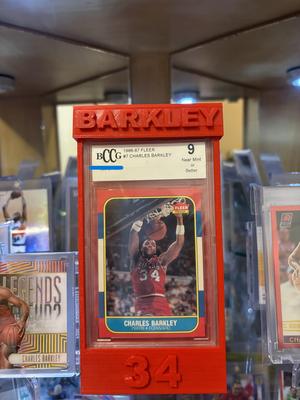 BARKLEY
BCCG
1986-87 FLEER
#7 CHARLES BARKLEY
9
Near Mint
or
Better
FLEER
34
CHARLES BARKLEY
34
LEGENDS
CHARLES BARKLEY